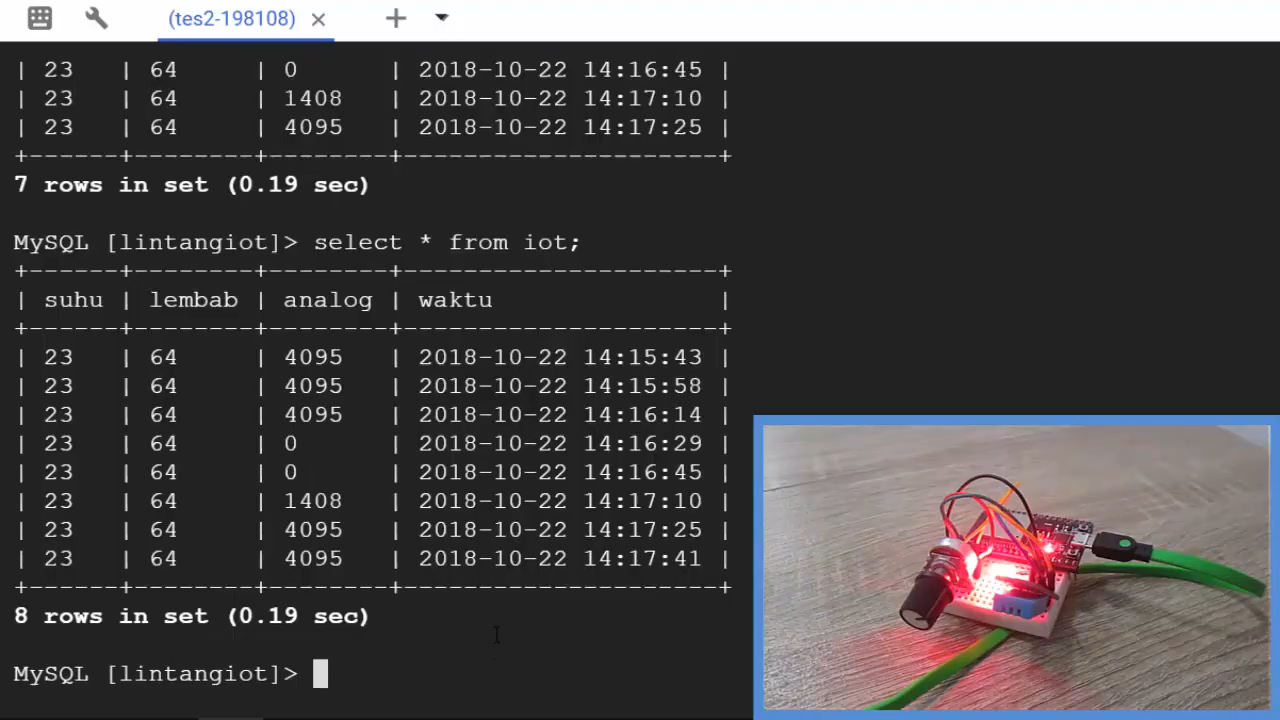 (tes2-198108)
| 23 | 64 | 0 | 2018-10-22 14:16:45 |
| 23 | 64 | 1408 | 2018-10-22 14:17:10 |
| 23 | 64 | 4095 | 2018-10-22 14:17:25 |
+------+--------+--------+---------------------+
7 rows in set (0.19 sec)
MySQL [lintangiot]> select * from iot;
+------+--------+--------+---------------------+
| suhu | lembab | analog | waktu |
+------+--------+--------+---------------------+
| 23 | 64 | 4095 | 2018-10-22 14:15:43 |
| 23 | 64 | 4095 | 2018-10-22 14:15:58 |
| 23 | 64 | 4095 | 2018-10-22 14:16:14 |
| 23 | 64 | 0 | 2018-10-22 14:16:29 |
| 23 | 64 | 0 | 2018-10-22 14:16:45 |
| 23 | 64 | 1408 | 2018-10-22 14:17:10 |
| 23 | 64 | 4095 | 2018-10-22 14:17:25 |
| 23 | 64 | 4095 | 2018-10-22 14:17:41 |
+------+--------+--------+---------------------+
8 rows in set (0.19 sec)
MySQL [lintangiot]>